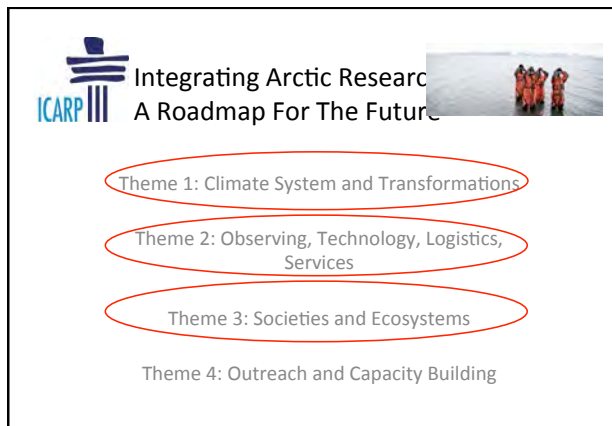 ICARP III
Integrating Arctic Researc
A Roadmap For The Future
Theme 1: Climate System and Transformations
Theme 2: Observing, Technology, Logistics,
Services
Theme 3: Societies and Ecosystems
Theme 4: Outreach and Capacity Building